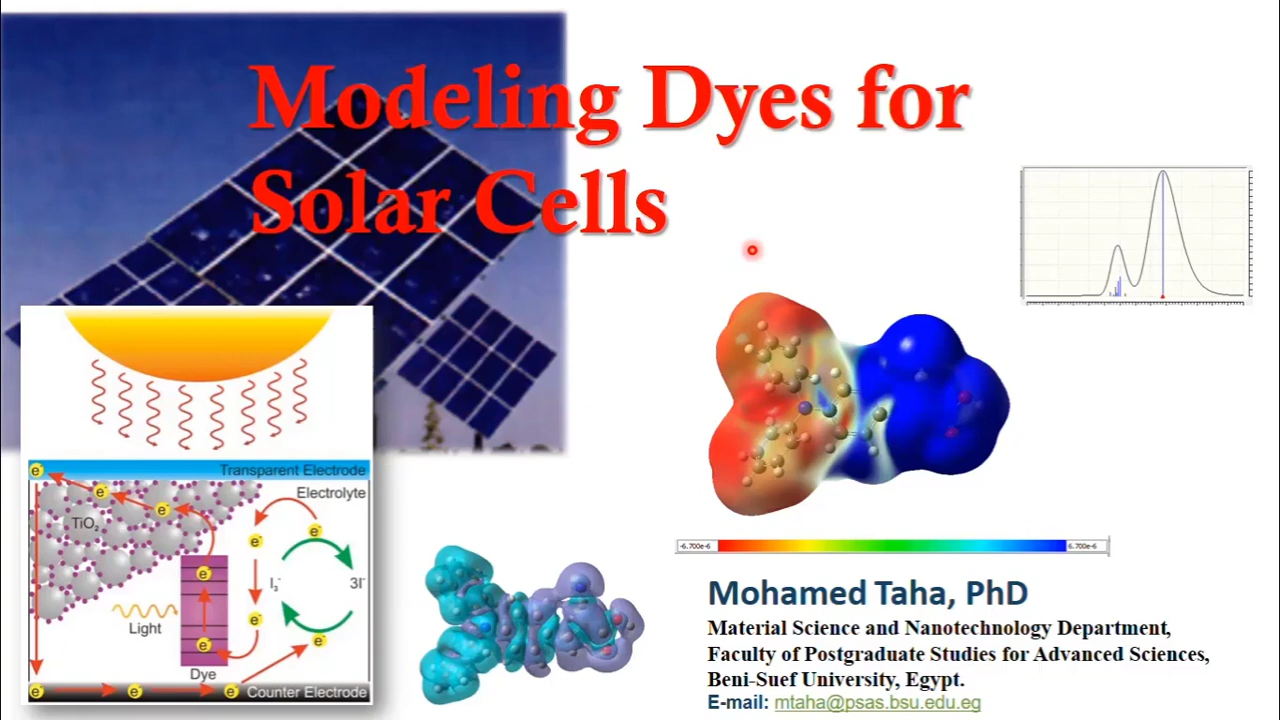 Modeling Dyes for
Solar Cells
Transparent Electrode
e-
Electrolyte
e-
e-
e-
TiO2
e-
e-
I3-
3I-
Light
e-
e-
e-
Dye
e-
e-
e-
Counter Electrode
-6.700e-6
6.700e-6
Mohamed Taha, PhD
Material Science and Nanotechnology Department,
Faculty of Postgraduate Studies for Advanced Sciences,
Beni-Suef University, Egypt.
E-mail: mtaha@psas.bsu.edu.eg